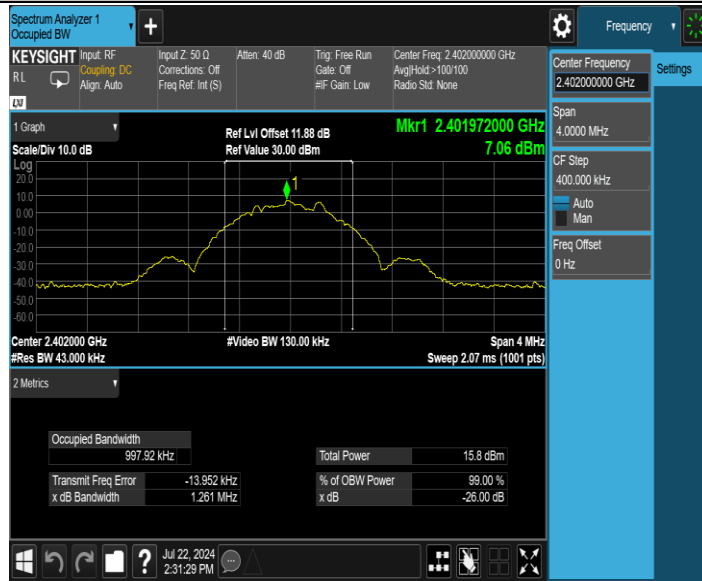 Spectrum Analyzer 1
Occupied BW
+
Frequency
KEYSIGHT
RL
LXI
Input: RF
Coupling: DC
Align: Auto
Input Z: 50 Ω
Corrections: Off
Freq Ref: Int (S)
Atten: 40 dB
Trig: Free Run
Gate: Off
#IF Gain: Low
Center Freq: 2.402000000 GHz
Avg|Hold:>100/100
Radio Std: None
1 Graph
Scale/Div 10.0 dB
Ref Lvl Offset 11.88 dB
Ref Value 30.00 dBm
Mkr1 2.401972000 GHz
7.06 dBm
Log
20.0
10.0
0.00
-10.0
-20.0
-30.0
-40.0
-50.0
-60.0
1
Center 2.402000 GHz
#Res BW 43.000 kHz
#Video BW 130.00 kHz
Span 4 MHz
Sweep 2.07 ms (1001 pts)
2 Metrics
Occupied Bandwidth
997.92 kHz
Total Power 15.8 dBm
Transmit Freq Error -13.952 kHz
% of OBW Power 99.00 %
x dB Bandwidth 1.261 MHz
x dB -26.00 dB
?
Jul 22, 2024
2:31:29 PM
Center Frequency
2.402000000 GHz
Settings
Span
4.0000 MHz
CF Step
400.000 kHz
Auto
Man
Freq Offset
0 Hz